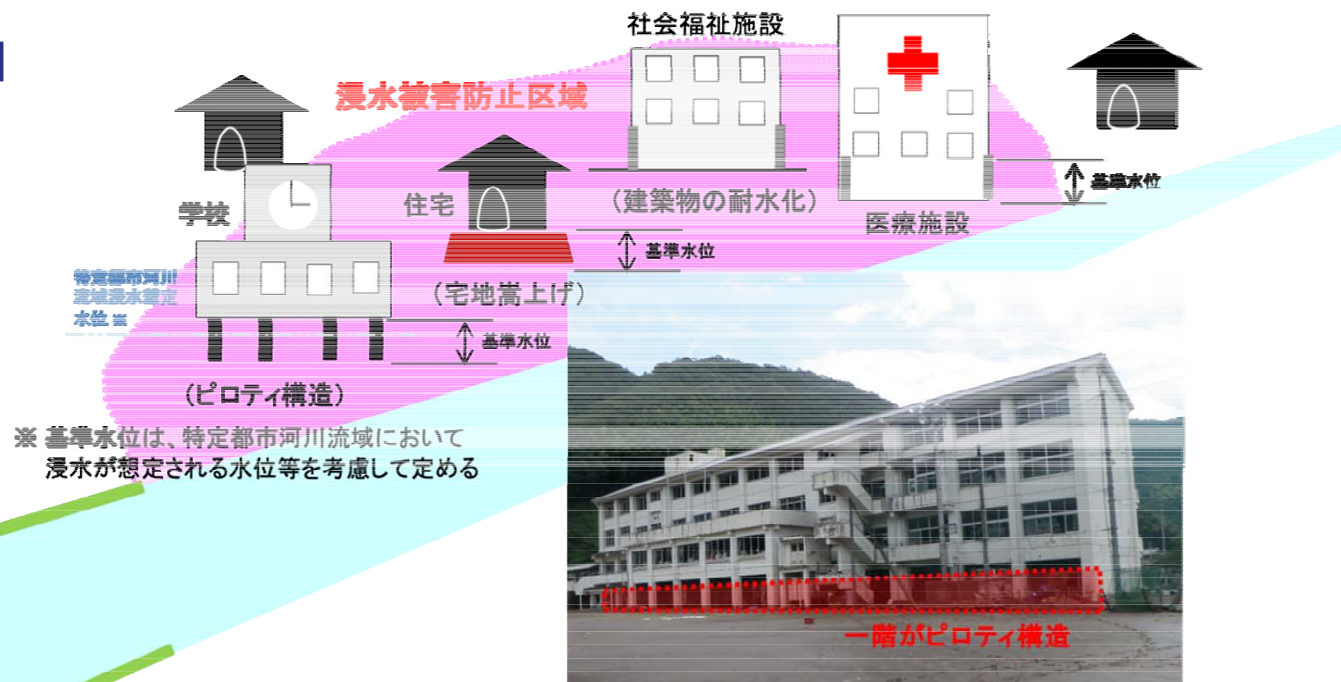 社会福祉施設
浸水被害防止区域
学校
住宅
(建築物の耐水化)
基準水位
医療施設
基準水位
特定都市河川
流域浸水想定
水位 ※
(宅地嵩上げ)
基準水位
(ピロティ構造)
※ 基準水位は、特定都市河川流域において
浸水が想定される水位等を考慮して定める
一階がピロティ構造